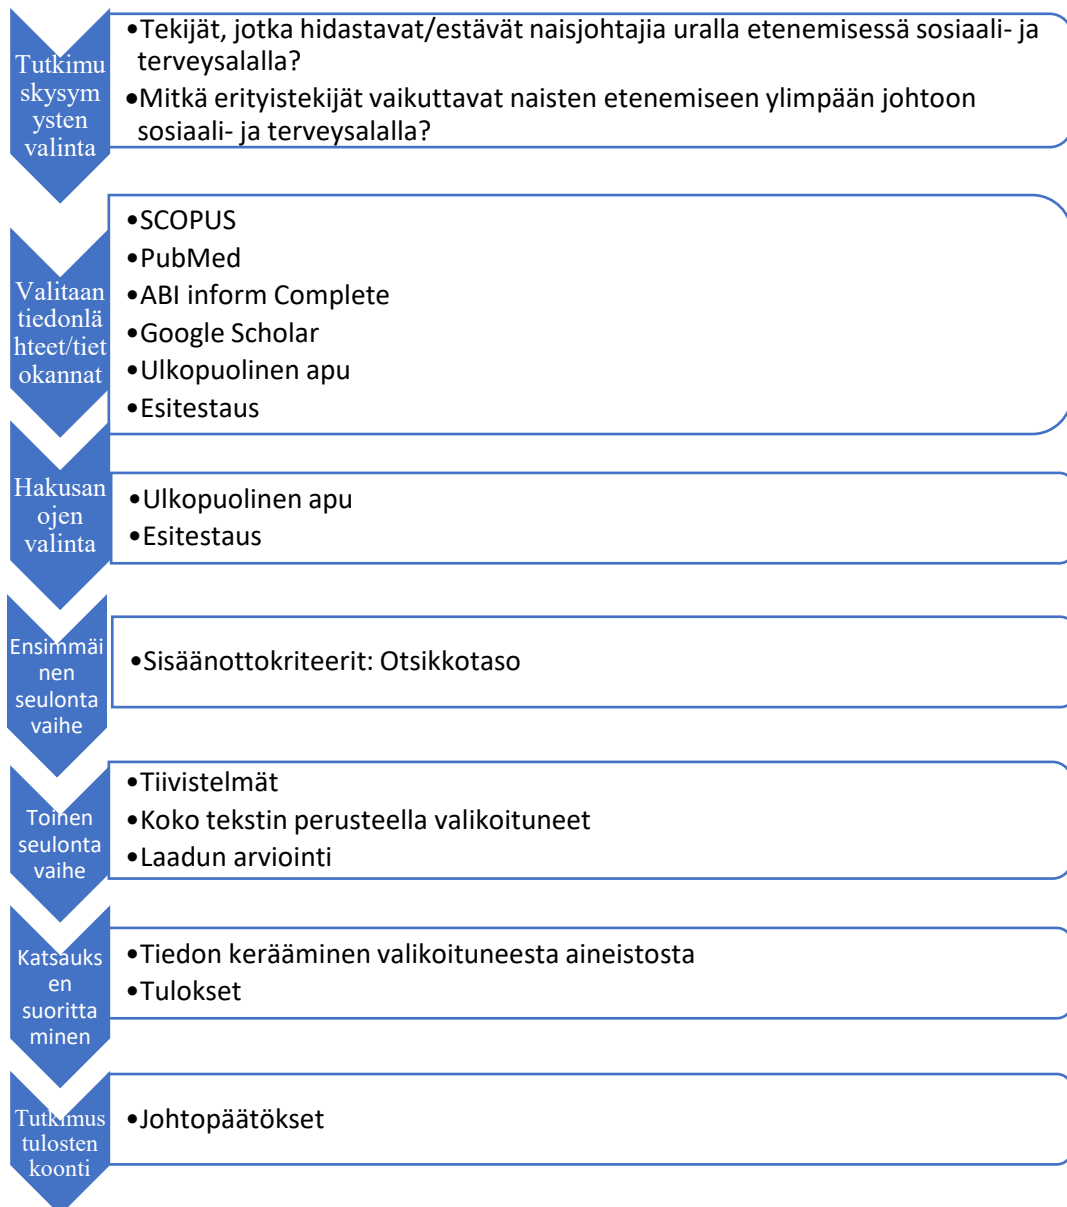 Tutkimu
skysym
ysten
valinta
•Tekijät, jotka hidastavat/estävät naisjohtajia uralla etenemisessä sosiaali- ja
terveysalalla?
•Mitkä erityistekijät vaikuttavat naisten etenemiseen ylimpään johtoon
sosiaali- ja terveysalalla?
Valitaan
tiedonlä
hteet/tiet
okannat
•SCOPUS
•PubMed
•ABI inform Complete
•Google Scholar
•Ulkopuolinen apu
•Esitestaus
Hakusan
ojen
valinta
•Ulkopuolinen apu
•Esitestaus
Ensimmäi
nen
seulonta
vaihe
•Sisäänottokriteerit: Otsikkotaso
Toinen
seulonta
vaihe
•Tiivistelmät
•Koko tekstin perusteella valikoituneet
•Laadun arviointi
Katsauks
en
suoritta
minen
•Tiedon kerääminen valikoituneesta aineistosta
•Tulokset
Tutkimus
tulosten
koonti
•Johtopäätökset